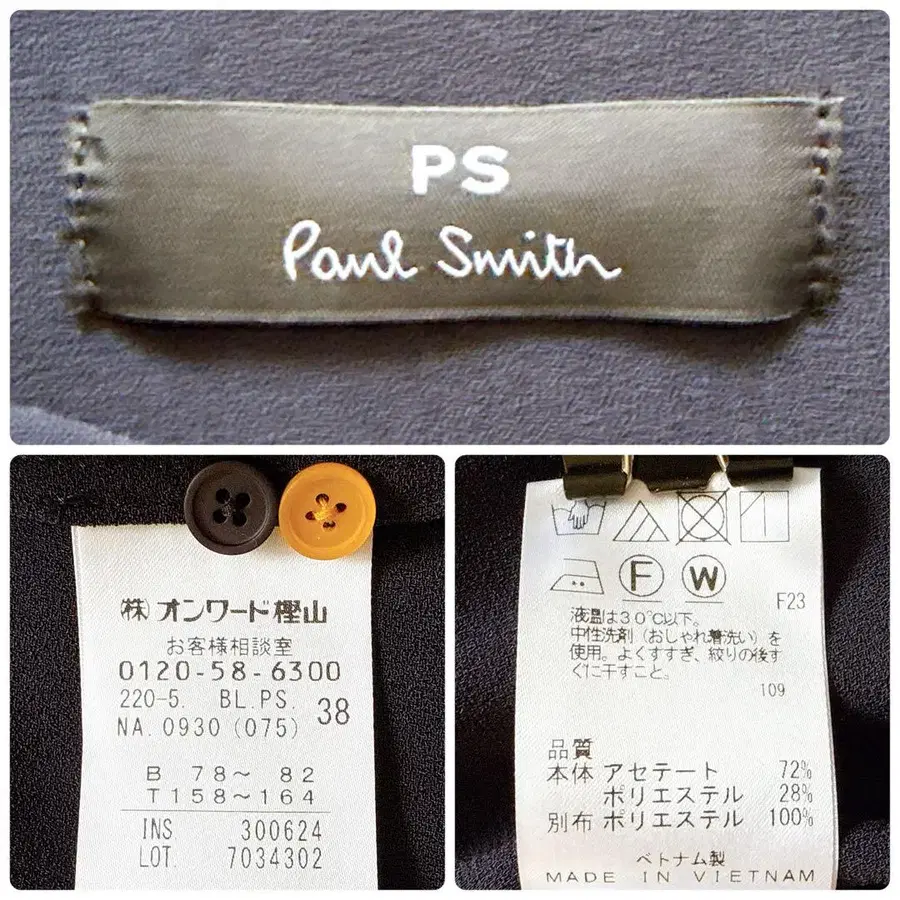 PS
Paul Smith
㈱オンワード樫山
お客様相談室
0120-58-6300
220-5. BL.PS. 38
NA.0930(075)
B 78～ 82
T158～164
INS 300624
LOT. 7034302
F W
F23
液温は30℃以下。
中性洗剤(おしゃれ着洗い)を
使用。よくすすぎ、絞りの後す
ぐに干すこと。
109
品質
本体 アセテート 72%
ポリエステル 28%
別布 ポリエステル 100%
ベトナム製
MADE IN VIETNAM